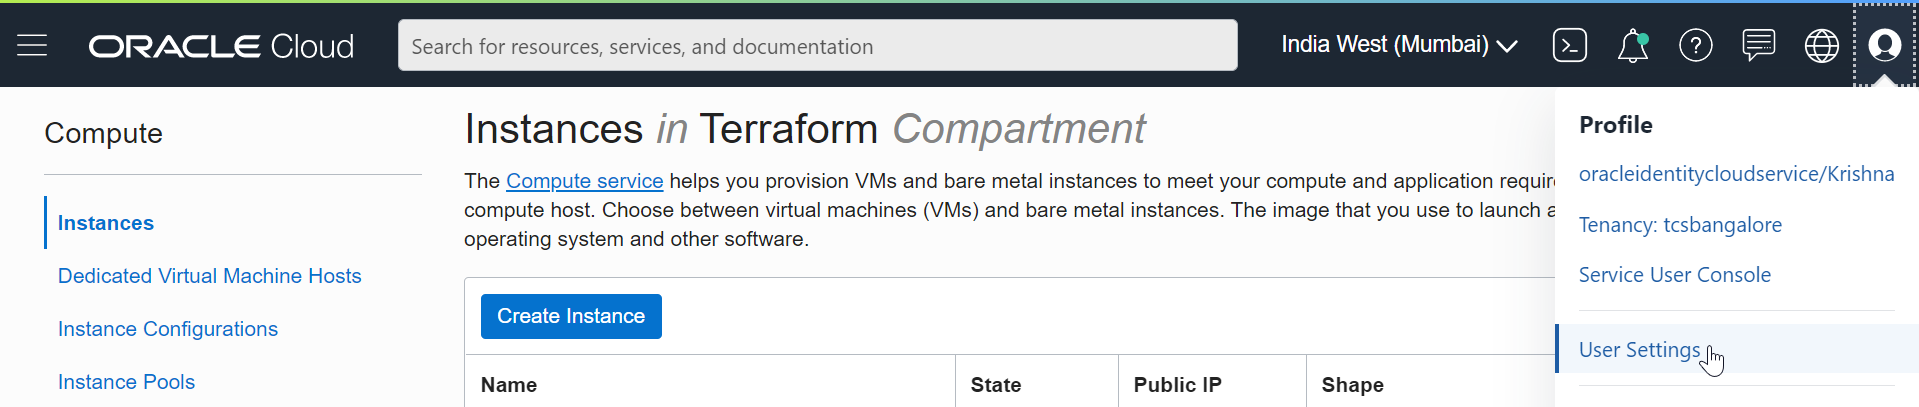 ORACLE Cloud
Search for resources, services, and documentation
India West (Mumbai)
Compute
Instances
Dedicated Virtual Machine Hosts
Instance Configurations
Instance Pools
Instances in Terraform Compartment
The Compute service helps you provision VMs and bare metal instances to meet your compute and application
compute host. Choose between virtual machines (VMs) and bare metal instances. The image that you use to launch
operating system and other software.
Create Instance
Name State Public IP Shape
Profile
oracleidentitycloudservice/Krishna
Tenancy: tcsbangalore
Service User Console
User Settings